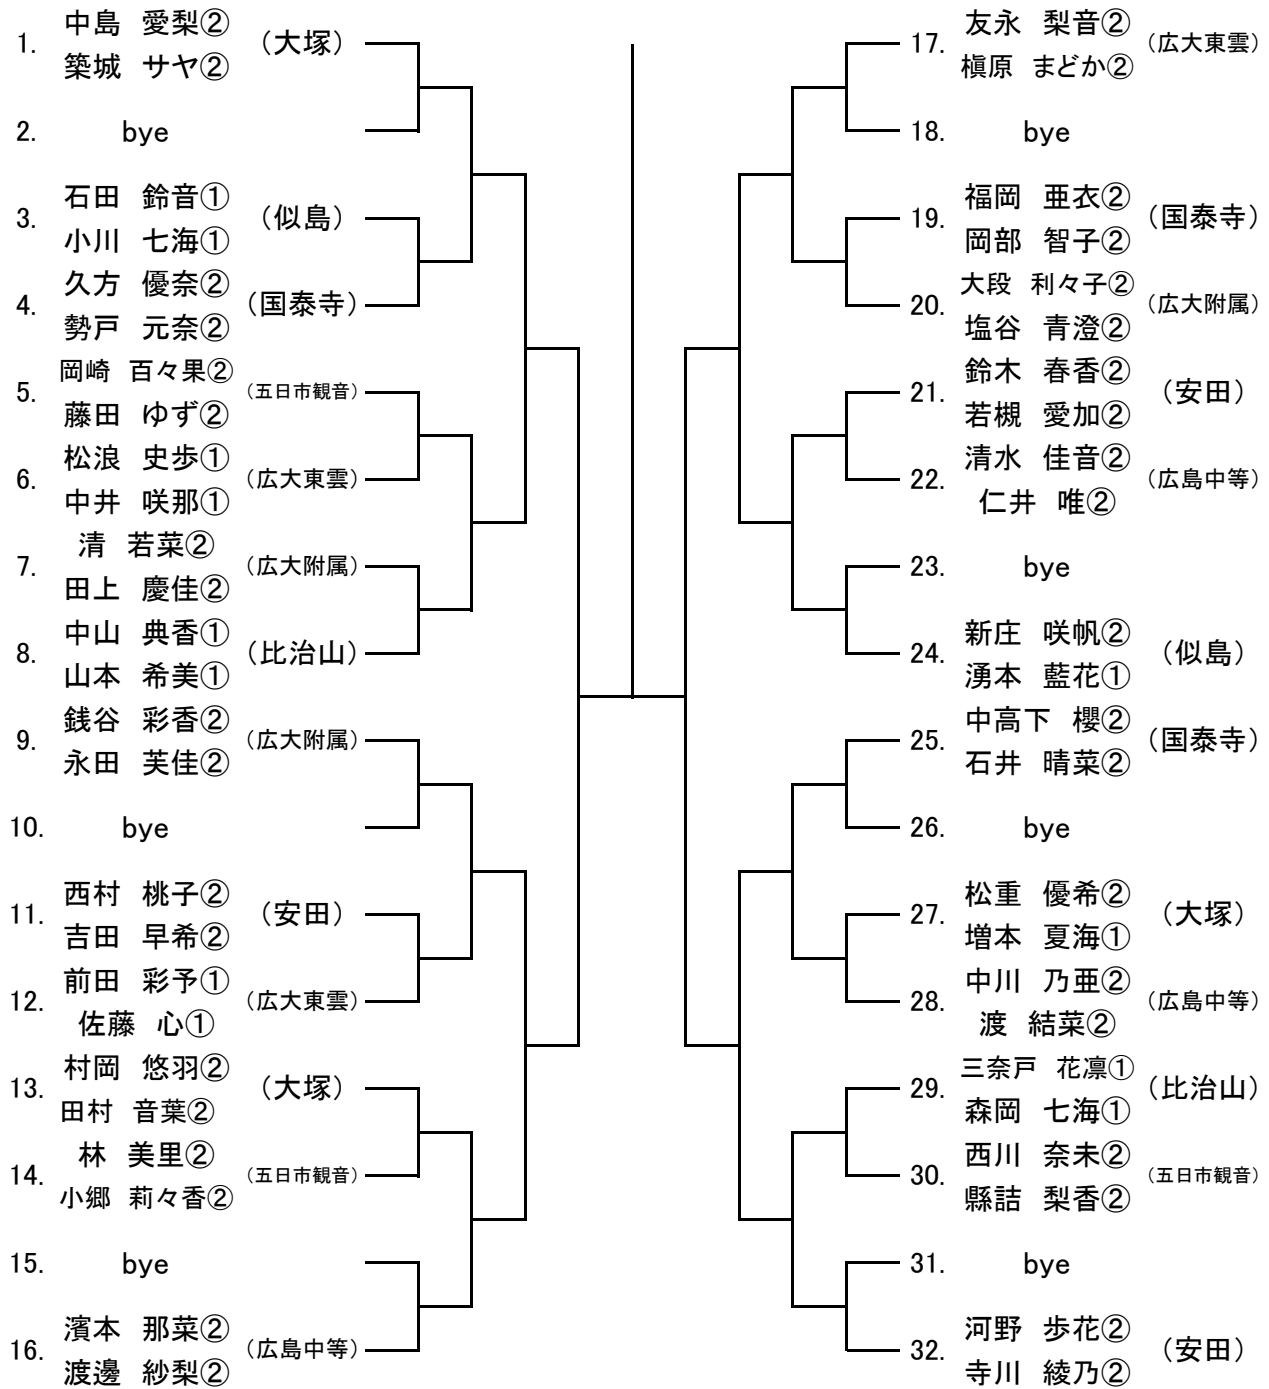 1. 中島 愛梨② (大塚)
築城 サヤ②
2. bye
3. 石田 鈴音① (似島)
小川 七海①
4. 久方 優奈② (国泰寺)
勢戸 元奈②
5. 岡崎 百々果② (五日市観音)
藤田 ゆず②
6. 松浪 史歩① (広大東雲)
中井 咲那①
7. 清 若菜② (広大附属)
田上 慶佳②
8. 中山 典香① (比治山)
山本 希美①
9. 銭谷 彩香② (広大附属)
永田 芙佳②
10. bye
11. 西村 桃子② (安田)
吉田 早希②
12. 前田 彩予① (広大東雲)
佐藤 心①
13. 村岡 悠羽② (大塚)
田村 音葉②
14. 林 美里② (五日市観音)
小郷 莉々香②
15. bye
16. 濱本 那菜② (広島中等)
渡邊 紗梨②
17. 友永 梨音② (広大東雲)
槇原 まどか②
18. bye
19. 福岡 亜衣② (国泰寺)
岡部 智子②
20. 大段 利々子② (広大附属)
塩谷 青澄②
21. 鈴木 春香② (安田)
若槻 愛加②
22. 清水 佳音② (広島中等)
仁井 唯②
23. bye
24. 新庄 咲帆② (似島)
湧本 藍花①
25. 中高下 櫻② (国泰寺)
石井 晴菜②
26. bye
27. 松重 優希② (大塚)
増本 夏海①
28. 中川 乃亜② (広島中等)
渡 結菜②
29. 三奈戸 花凛① (比治山)
森岡 七海①
30. 西川 奈未② (五日市観音)
縣詰 梨香②
31. bye
32. 河野 歩花② (安田)
寺川 綾乃②